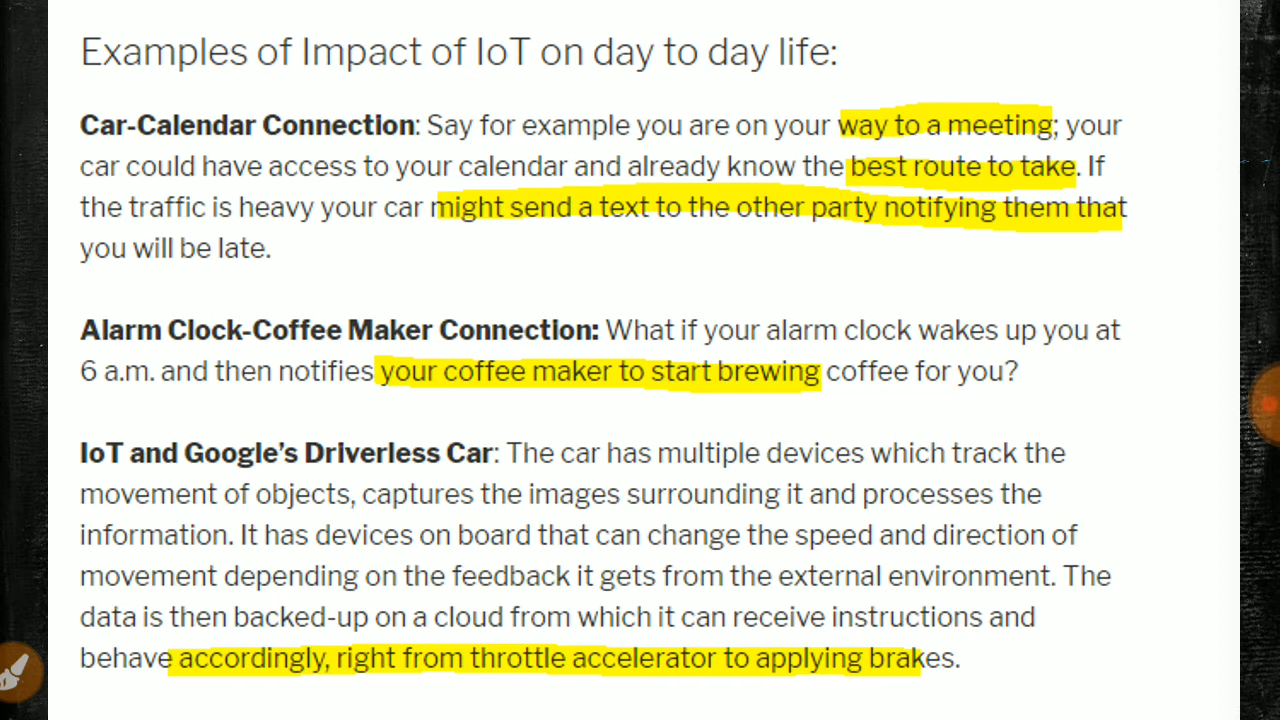 Examples of Impact of IoT on day to day life:
Car-Calendar Connection: Say for example you are on your way to a meeting; your
car could have access to your calendar and already know the best route to take. If
the traffic is heavy your car might send a text to the other party notifying them that
you will be late.
Alarm Clock-Coffee Maker Connection: What if your alarm clock wakes up you at
6 a.m. and then notifies your coffee maker to start brewing coffee for you?
IoT and Google’s Driverless Car: The car has multiple devices which track the
movement of objects, captures the images surrounding it and processes the
information. It has devices on board that can change the speed and direction of
movement depending on the feedback it gets from the external environment. The
data is then backed-up on a cloud from which it can receive instructions and
behave accordingly, right from throttle accelerator to applying brakes.